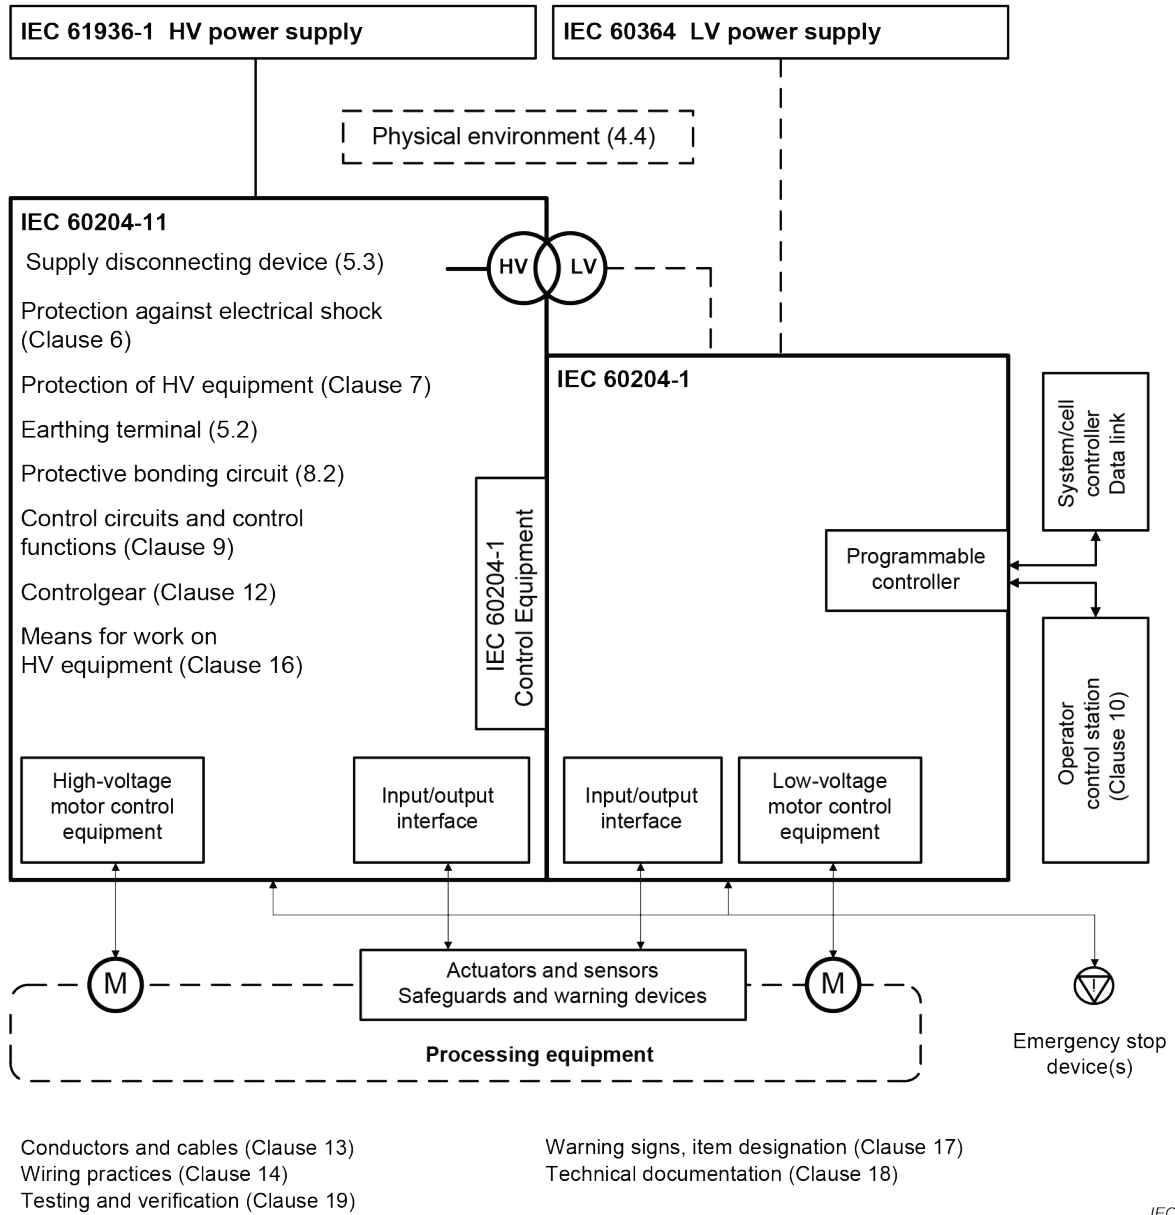 IEC 61936-1 HV power supply
IEC 60364 LV power supply
Physical environment (4.4)
IEC 60204-11
Supply disconnecting device (5.3)
HV
LV
Protection against electrical shock
(Clause 6)
Protection of HV equipment (Clause 7)
Earthing terminal (5.2)
Protective bonding circuit (8.2)
Control circuits and control
functions (Clause 9)
Controlgear (Clause 12)
Means for work on
HV equipment (Clause 16)
IEC 60204-1
Control Equipment
IEC 60204-1
Programmable
controller
System/cell
controller
Data link
Operator
control station
(Clause 10)
High-voltage
motor control
equipment
Input/output
interface
Input/output
interface
Low-voltage
motor control
equipment
M
Actuators and sensors
Safeguards and warning devices
M
!
Processing equipment
Emergency stop
device(s)
Conductors and cables (Clause 13)
Wiring practices (Clause 14)
Testing and verification (Clause 19)
Warning signs, item designation (Clause 17)
Technical documentation (Clause 18)
IEC